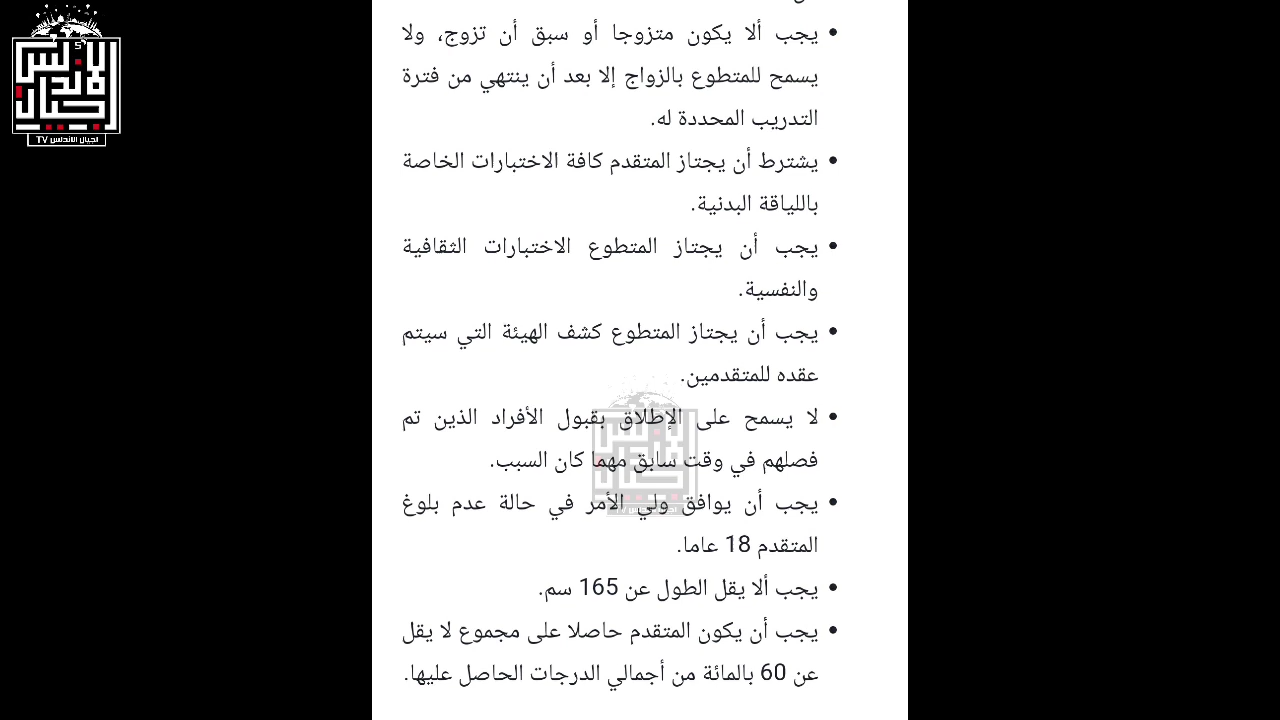 يجب ألا يكون متزوجا أو سبق أن تزوج، ولا
يسمح للمتطوع بالزواج إلا بعد أن ينتهي من فترة
التدريب المحددة له.
يشترط أن يجتاز المتقدم كافة الاختبارات الخاصة
باللياقة البدنية.
يجب أن يجتاز المتطوع الاختبارات الثقافية
والنفسية.
يجب أن يجتاز المتطوع كشف الهيئة التي سيتم
عقده للمتقدمين.
لا يسمح على الإطلاق بقبول الأفراد الذين تم
فصلهم في وقت سابق مهما كان السبب.
يجب أن يوافق ولي الأمر في حالة عدم بلوغ
المتقدم 18 عاما.
يجب ألا يقل الطول عن 165 سم.
يجب أن يكون المتقدم حاصلا على مجموع لا يقل
عن 60 بالمائة من أجمالي الدرجات الحاصل عليها.
اجيال الاندلس TV